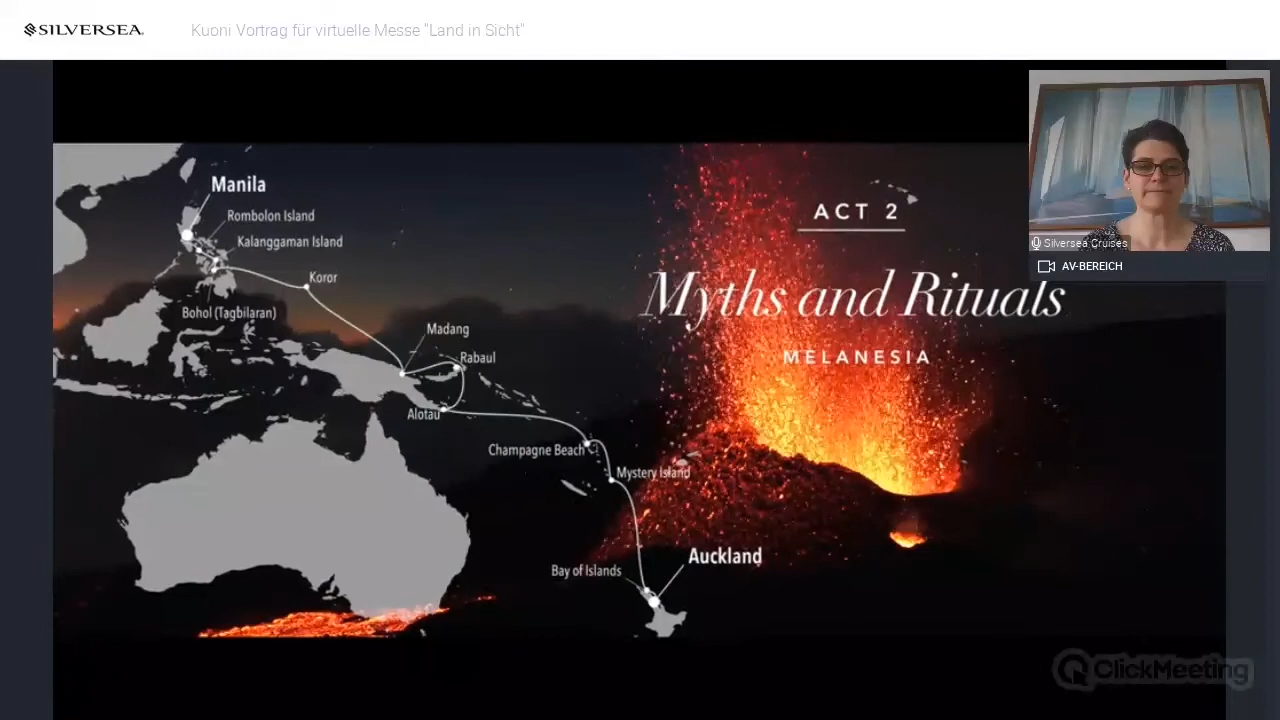 SILVERSEA
Kuoni Vortrag für virtuelle Messe "Land in Sicht"
Manila
Rombolon Island
Kalanggaman Island
Koror
Bohol (Tagbilaran)
Madang
Rabaul
Alotau
Champagne Beach
Mystery Island
Bay of Islands
Auckland
ACT 2
Myths and Rituals
MELANESIA
Silversea Cruises
AV-BEREICH
ClickMeeting